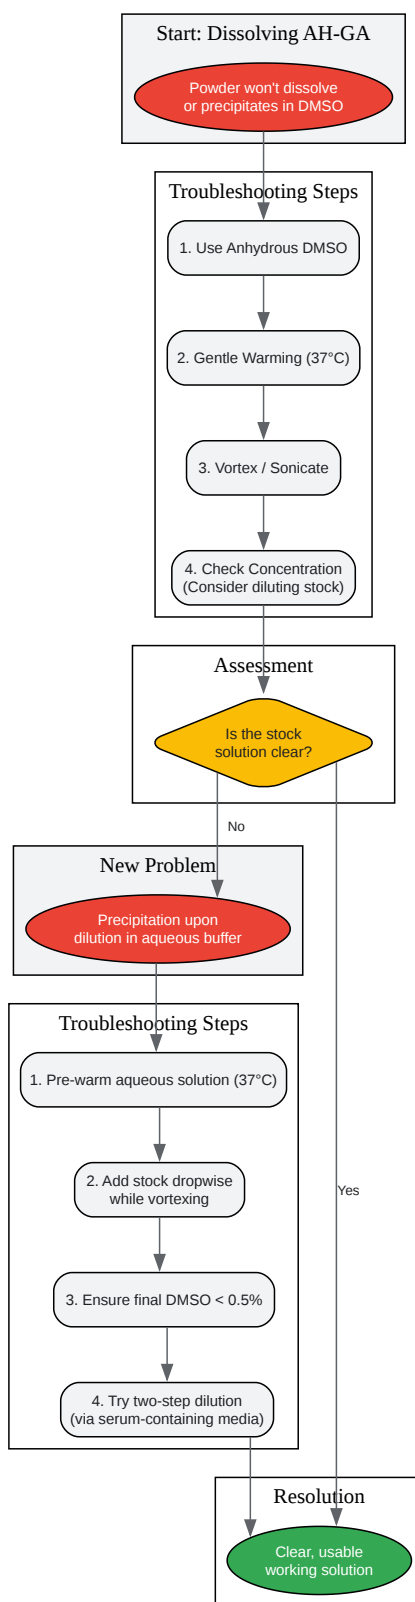 Start: Dissolving AH-GA
Powder won't dissolve
or precipitates in DMSO
Troubleshooting Steps
1. Use Anhydrous DMSO
2. Gentle Warming (37°C)
3. Vortex / Sonicate
4. Check Concentration
(Consider diluting stock)
Assessment
Is the stock
solution clear?
No
New Problem
Precipitation upon
dilution in aqueous buffer
Troubleshooting Steps
1. Pre-warm aqueous solution (37°C)
2. Add stock dropwise
while vortexing
Yes
3. Ensure final DMSO < 0.5%
4. Try two-step dilution
(via serum-containing media)
Resolution
Clear, usable
working solution